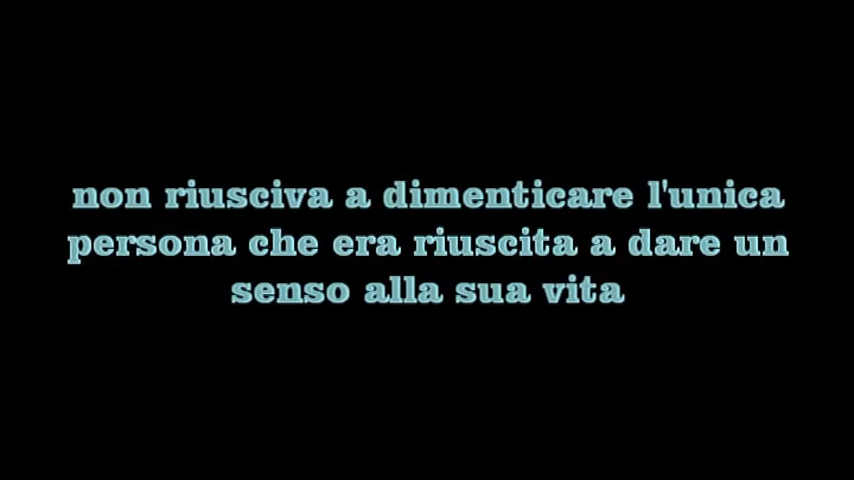 non riusciva a dimenticare l'unica
persona che era riuscita a dare un
senso alla sua vita